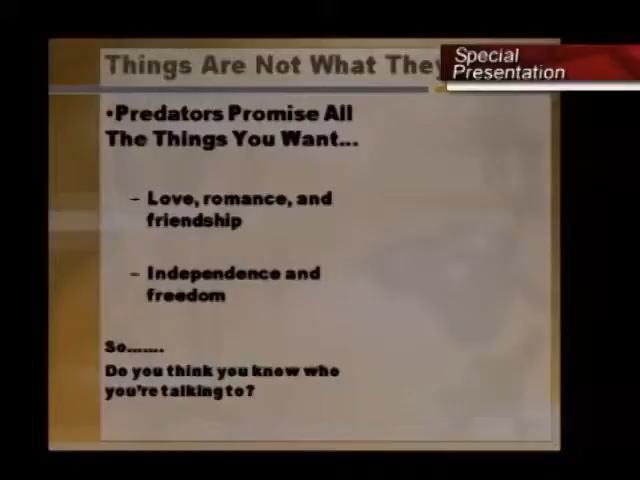 Things Are Not What They
Special
Presentation
•Predators Promise All
The Things You Want...
– Love, romance, and
friendship
– Independence and
freedom
So.......
Do you think you know who
you're talking to?